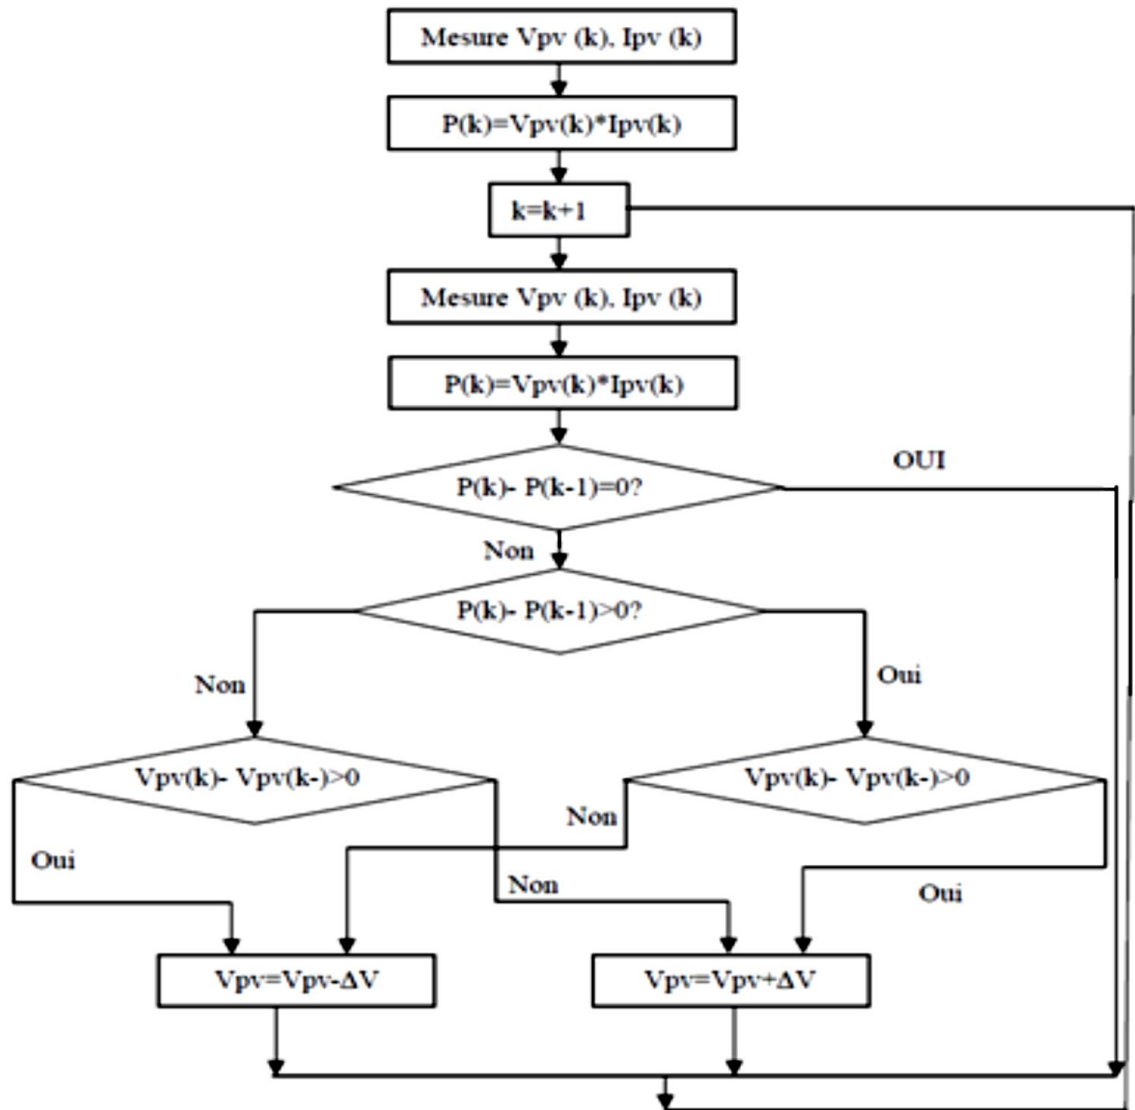 Mesure Vpv (k), Ipv (k)
P(k)=Vpv(k)*Ipv(k)
k=k+1
Mesure Vpv (k), Ipv (k)
P(k)=Vpv(k)*Ipv(k)
P(k)- P(k-1)=0?
OUI
Non
P(k)- P(k-1)>0?
Non
Oui
Vpv(k)- Vpv(k-)>0
Vpv(k)- Vpv(k-)>0
Non
Oui
Non
Oui
Vpv=Vpv-ΔV
Vpv=Vpv+ΔV